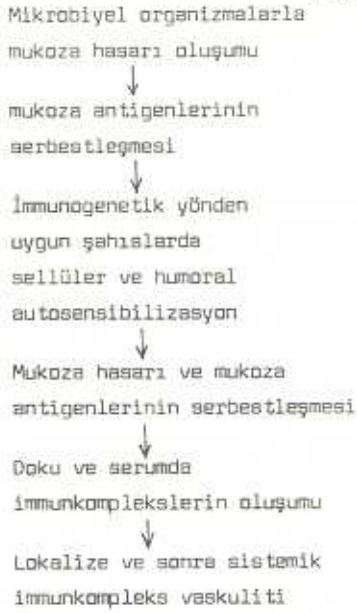 Mikrobiyel organizmalarla
mukoza hasarı oluşumu
↓
mukoza antigenlerinin
serbestleşmesi
↓
İmmunogenetik yönden
uygun şahıslarda
sellüler ve humoral
autosensibilizasyon
↓
Mukoza hasarı ve mukoza
antigenlerinin serbestleşmesi
↓
Doku ve serumda
immunkomplekslerin oluşumu
↓
Lokalize ve sonra sistemik
immunkompleks vaskuliti